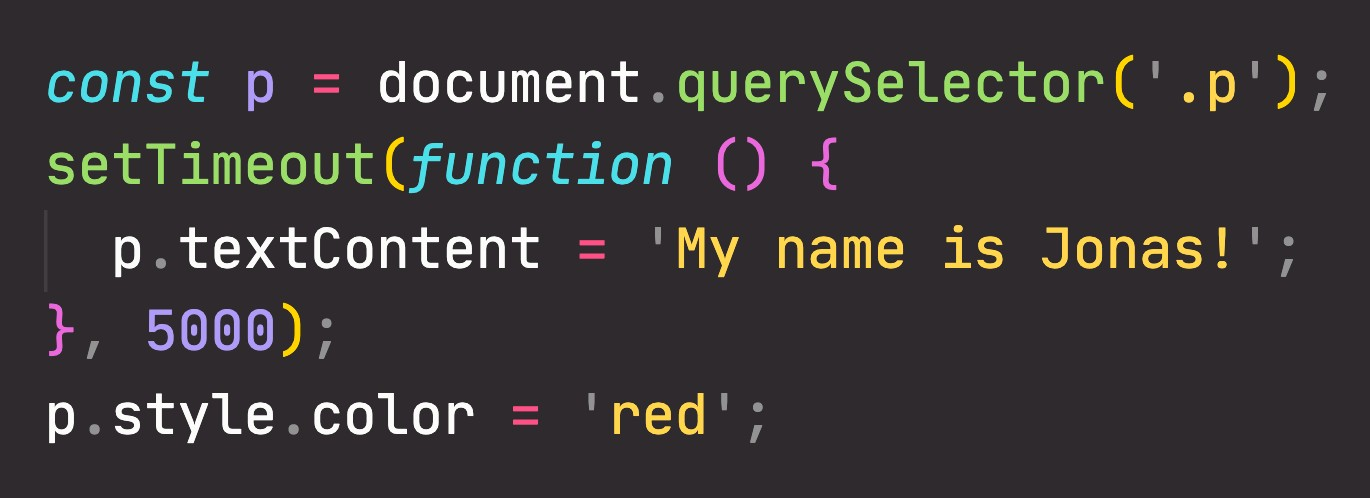 const p = document.querySelector('.p');
setTimeout(function () {
  p.textContent = 'My name is Jonas!';
}, 5000);
p.style.color = 'red';